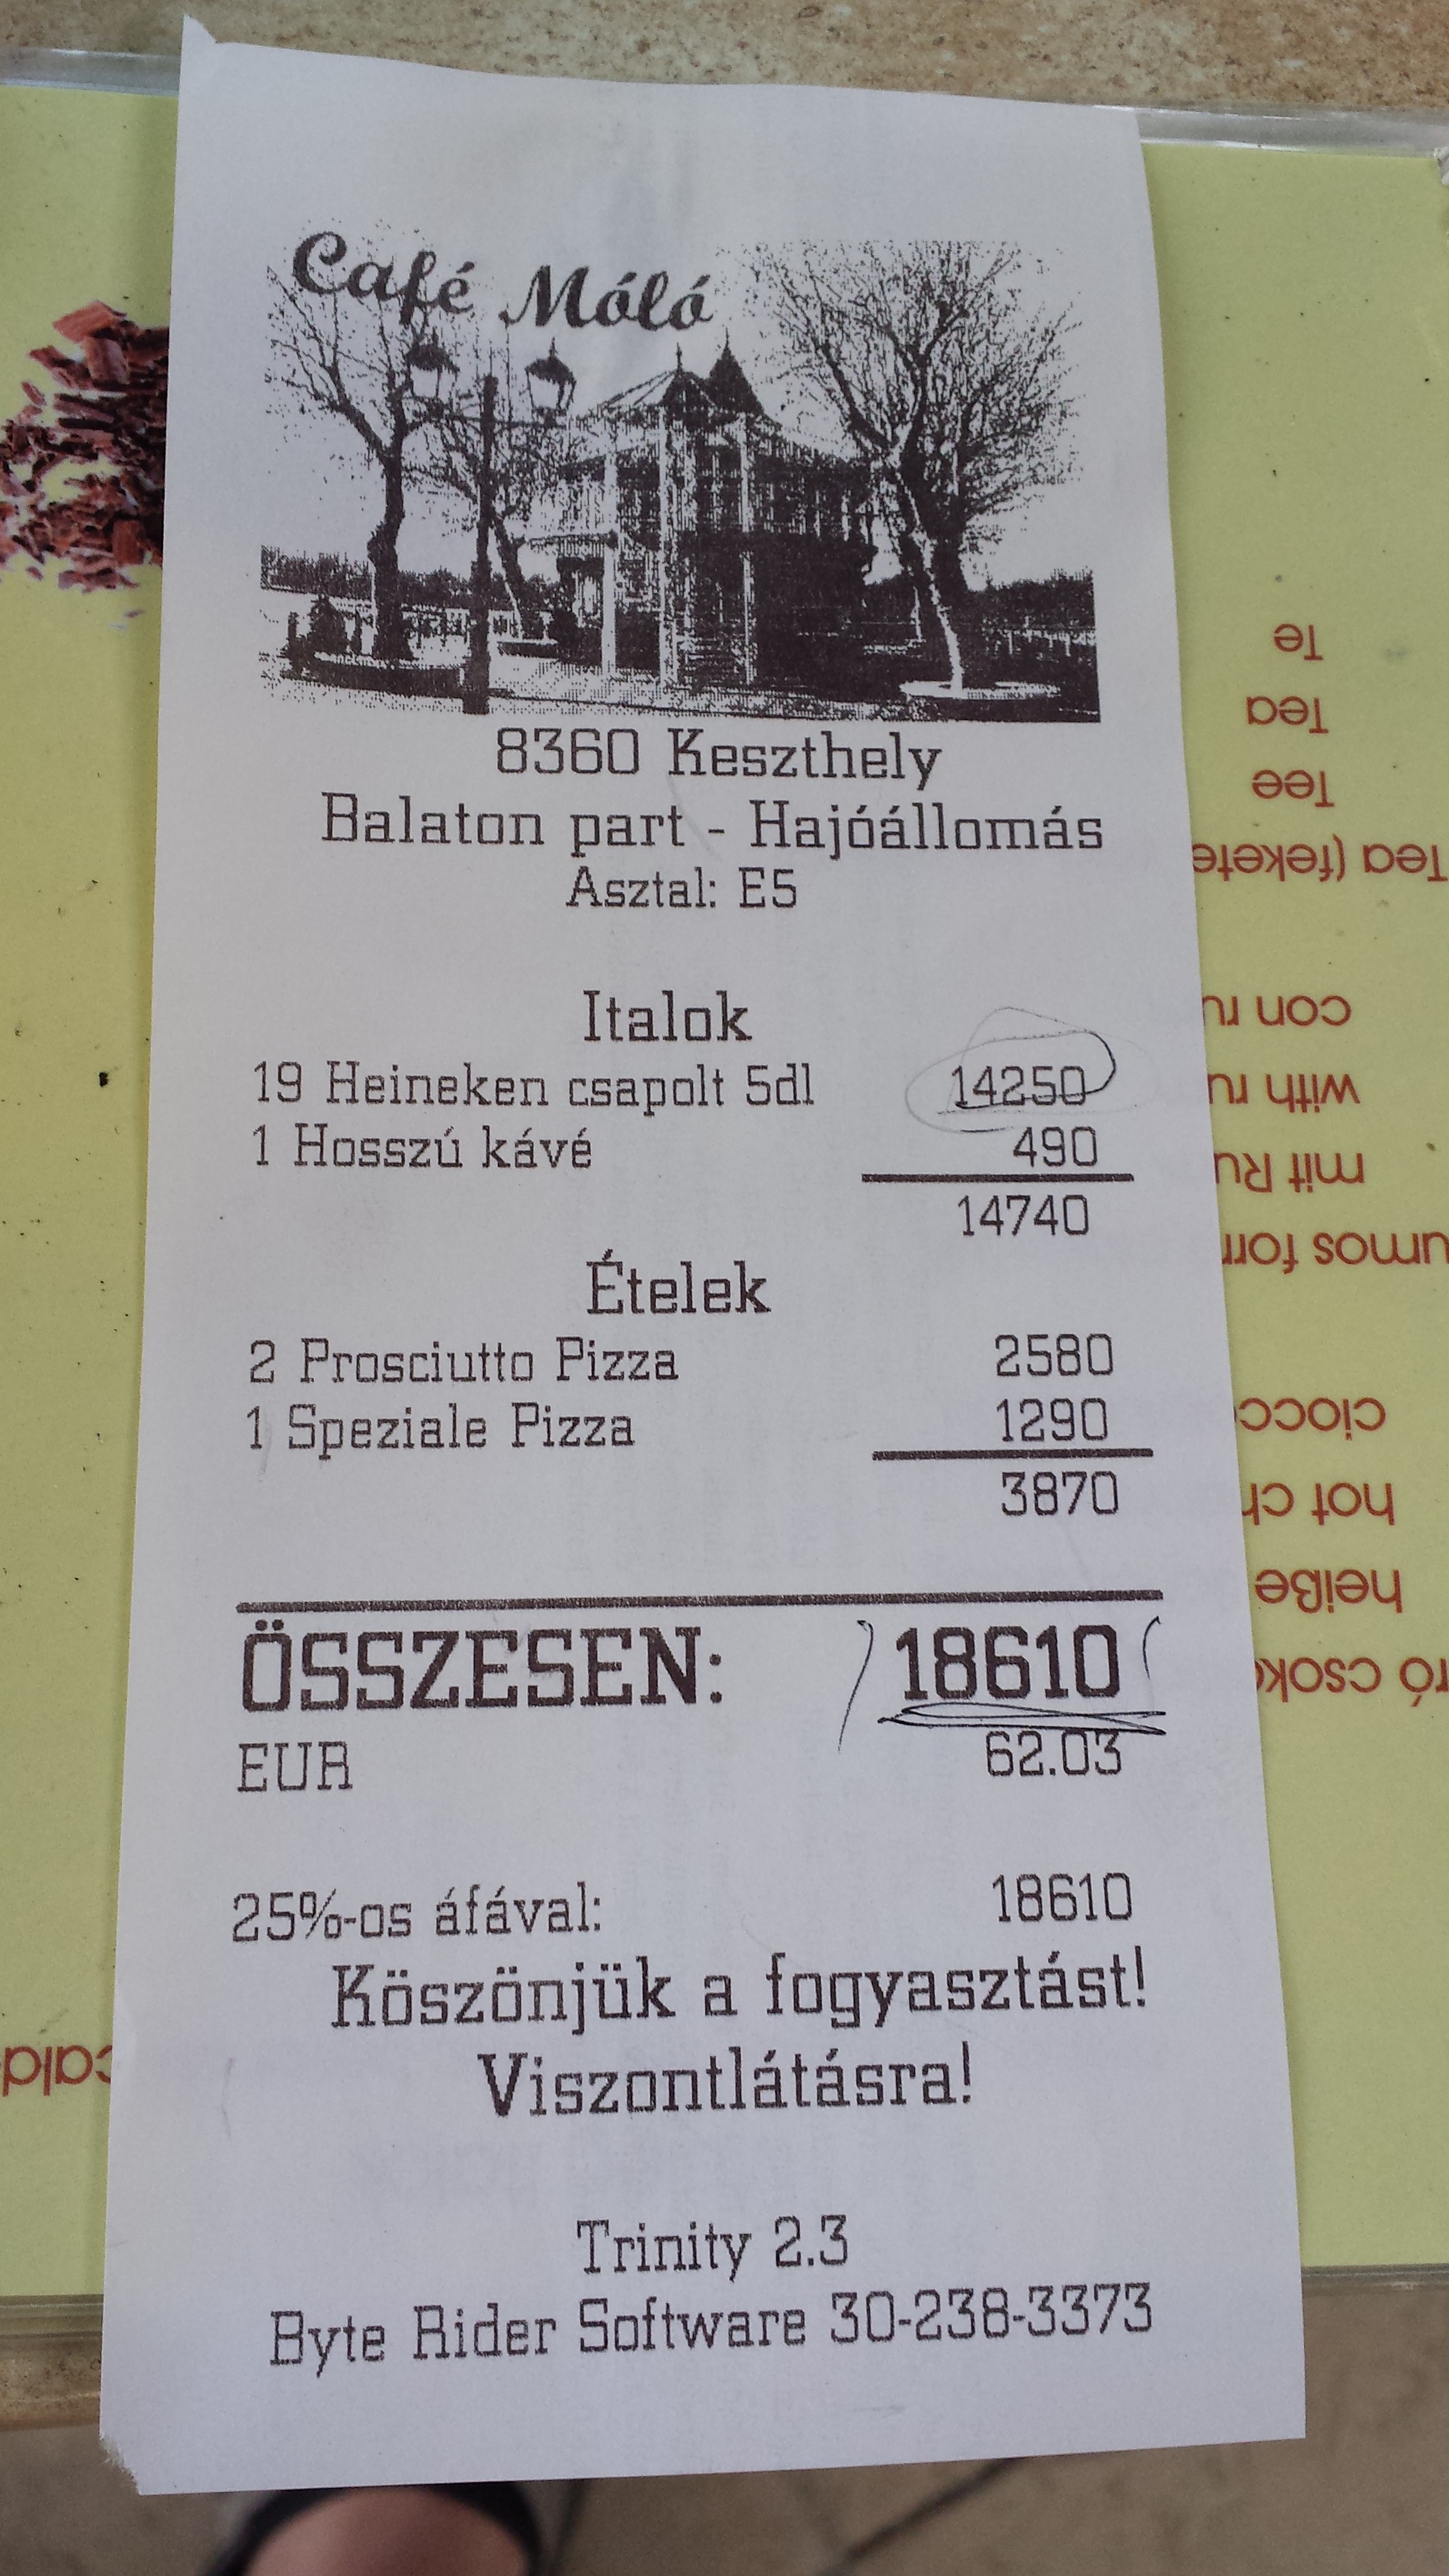 Café Móló
8360 Keszthely
Balaton part - Hajóállomás
Asztal: E5
Italok
19 Heineken csapolt 5dl 14250
1 Hosszú kávé 490
14740
Ételek
2 Prosciutto Pizza 2580
1 Speziale Pizza 1290
3870
ÖSSZESEN: 18610
EUR 62.03
25%-os áfával: 18610
Köszönjük a fogyasztást!
Viszontlátásra!
Trinity 2.3
Byte Rider Software 30-238-3373
Te
Tea
Tee
Tea (fekete
con ru
with ru
mit Ru
umos forr
ciocc
hot ch
heiße
ró csok
cald